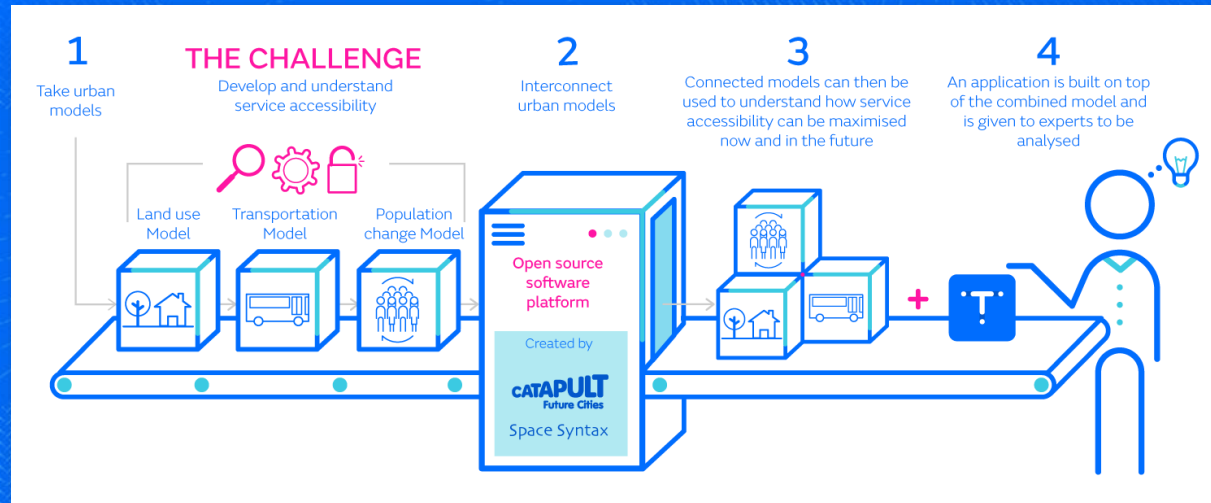 1
Take urban
models
THE CHALLENGE
Develop and understand
service accessibility
Land use
Model
Transportation
Model
Population
change Model
2
Interconnect
urban models
Open source
software
platform
Created by
CATAPULT
Future Cities
Space Syntax
3
Connected models can then be
used to understand how service
accessibility can be maximised
now and in the future
4
An application is built on top
of the combined model and
is given to experts to be
analysed
+
T